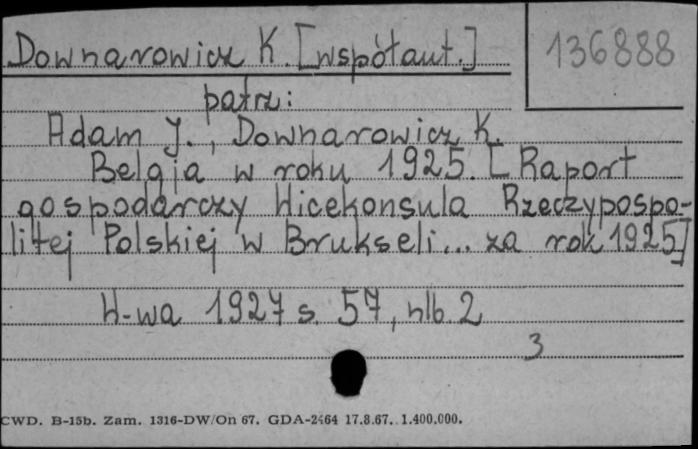 Downarowicz K. [współaut.]
136888
patrz:
Adam J., Downarowicz K.
Belgja w roku 1925. [Raport
gospodarczy Wicekonsula Rzeczypospo-
litej Polskiej w Brukseli... za rok 1925]
W-wa 1927 s. 57, nlb 2
3
CWD. B-15b. Zam. 1316-DW/On 67. GDA-2464 17.8.67. 1.400.000.